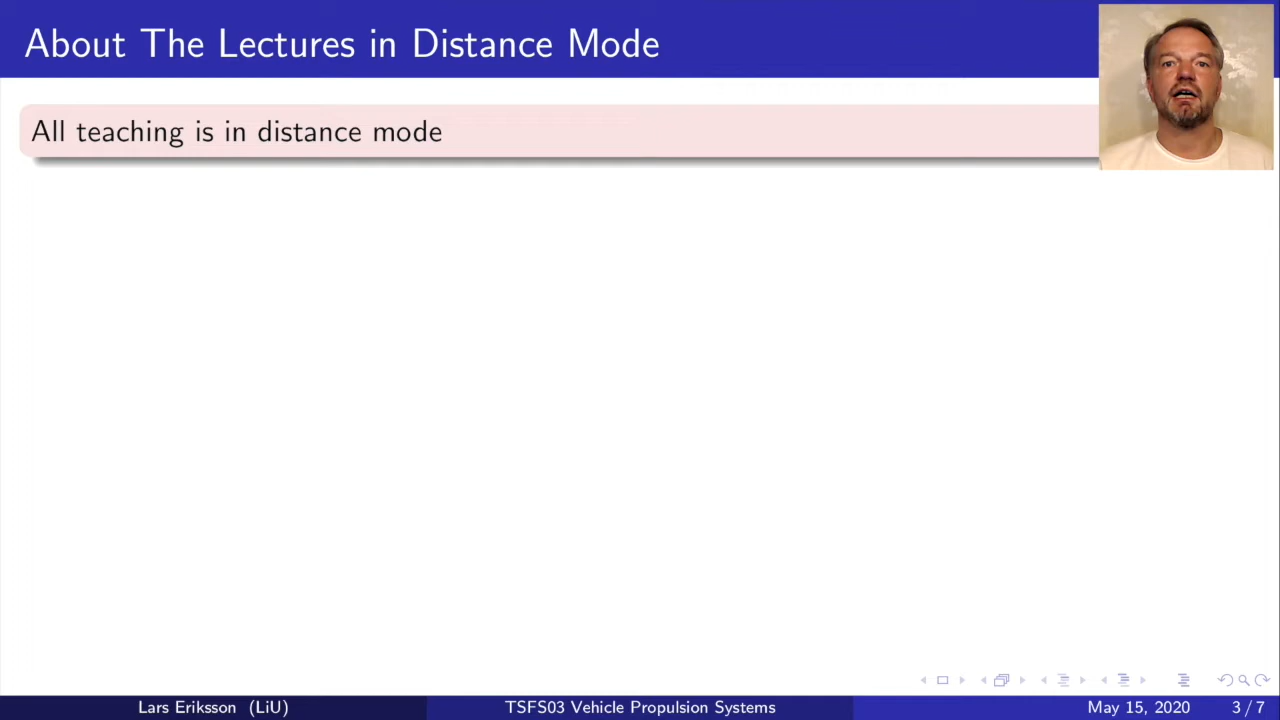 About The Lectures in Distance Mode
All teaching is in distance mode
Lars Eriksson (LiU)
TSFS03 Vehicle Propulsion Systems
May 15, 2020
3 / 7